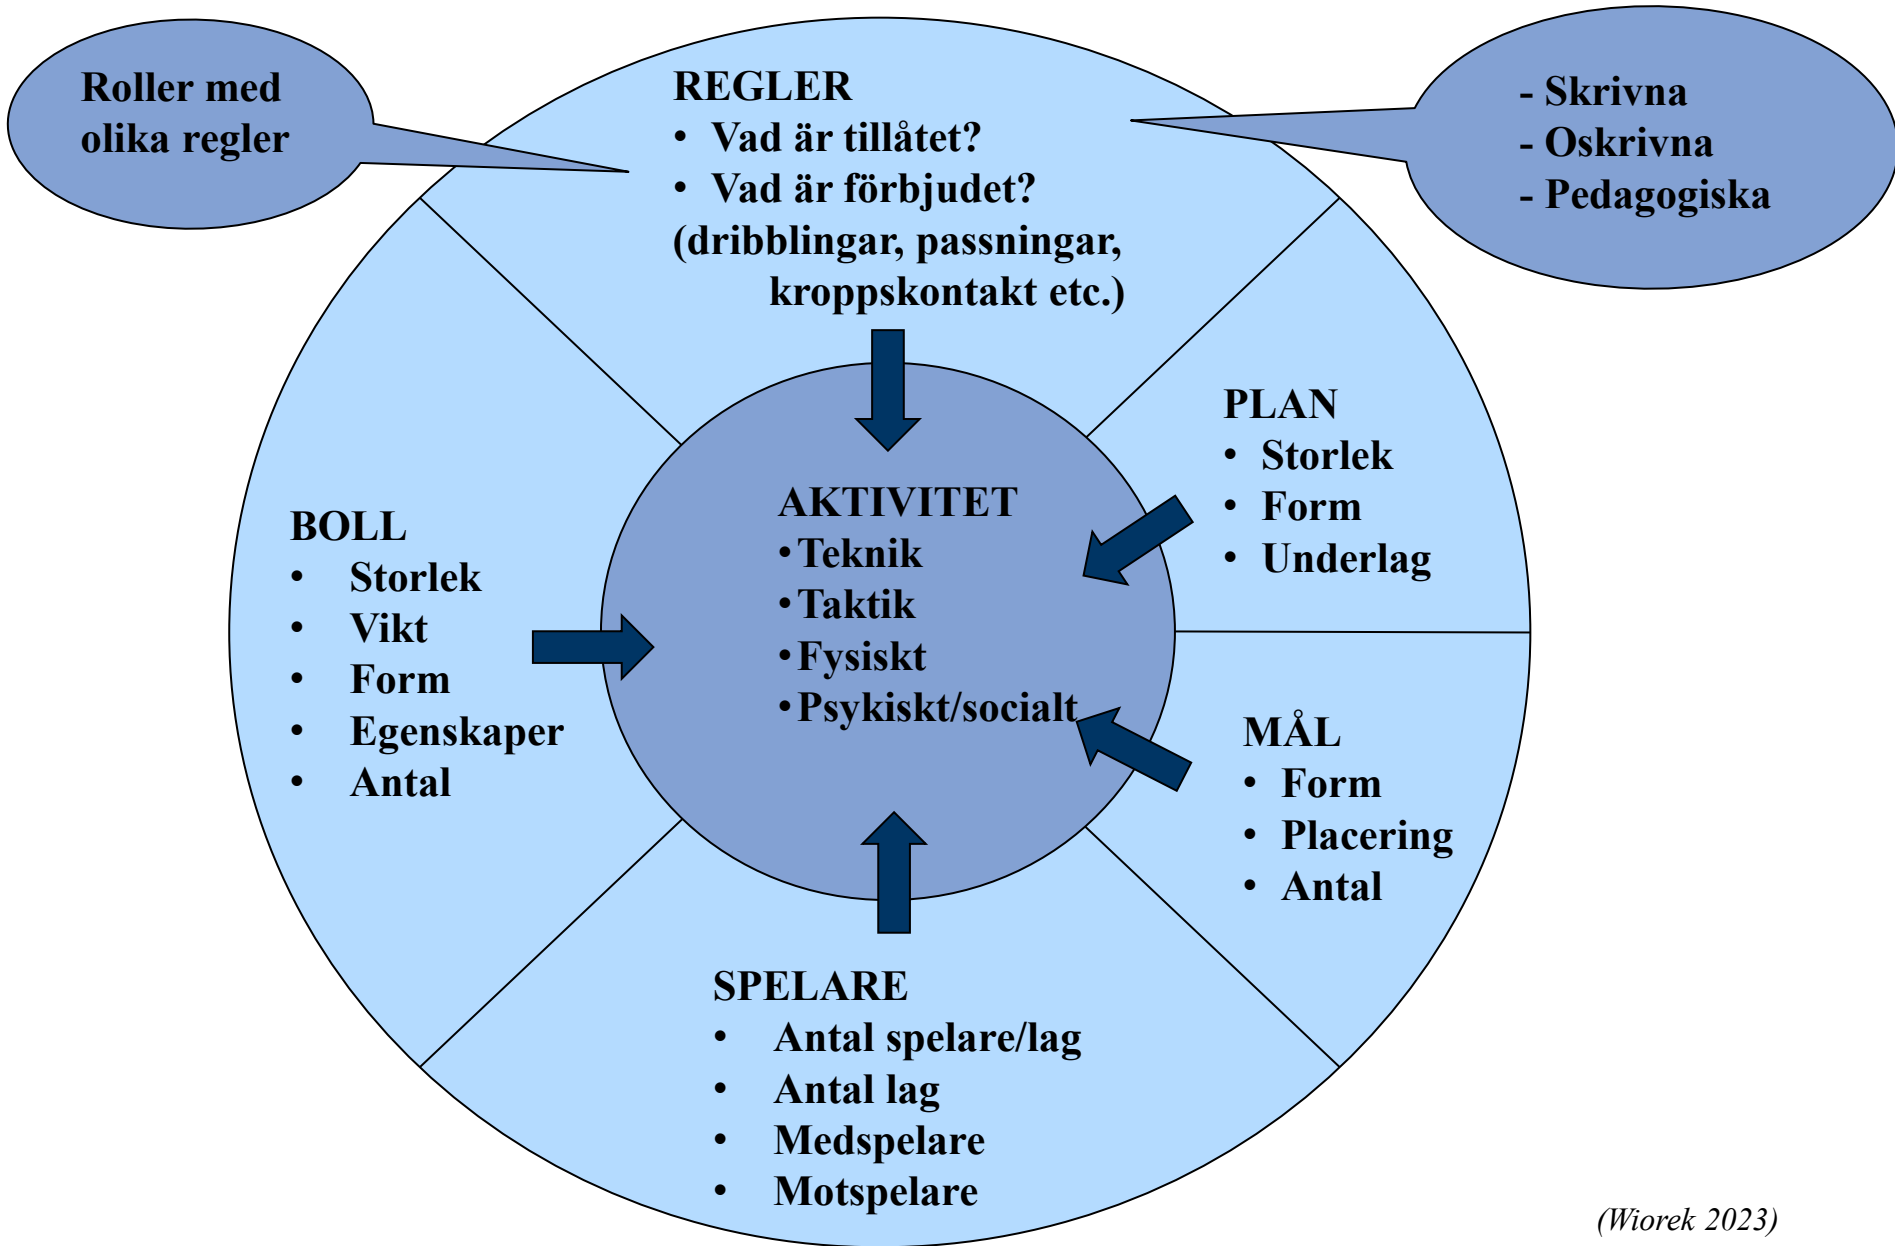 Roller med
olika regler
REGLER
• Vad är tillåtet?
• Vad är förbjudet?
(dribblingar, passningar,
kroppskontakt etc.)
- Skrivna
- Oskrivna
- Pedagogiska
PLAN
• Storlek
• Form
• Underlag
BOLL
• Storlek
• Vikt
• Form
• Egenskaper
• Antal
AKTIVITET
•Teknik
•Taktik
•Fysiskt
•Psykiskt/socialt
MÅL
• Form
• Placering
• Antal
SPELARE
• Antal spelare/lag
• Antal lag
• Medspelare
• Motspelare
(Wiorek 2023)